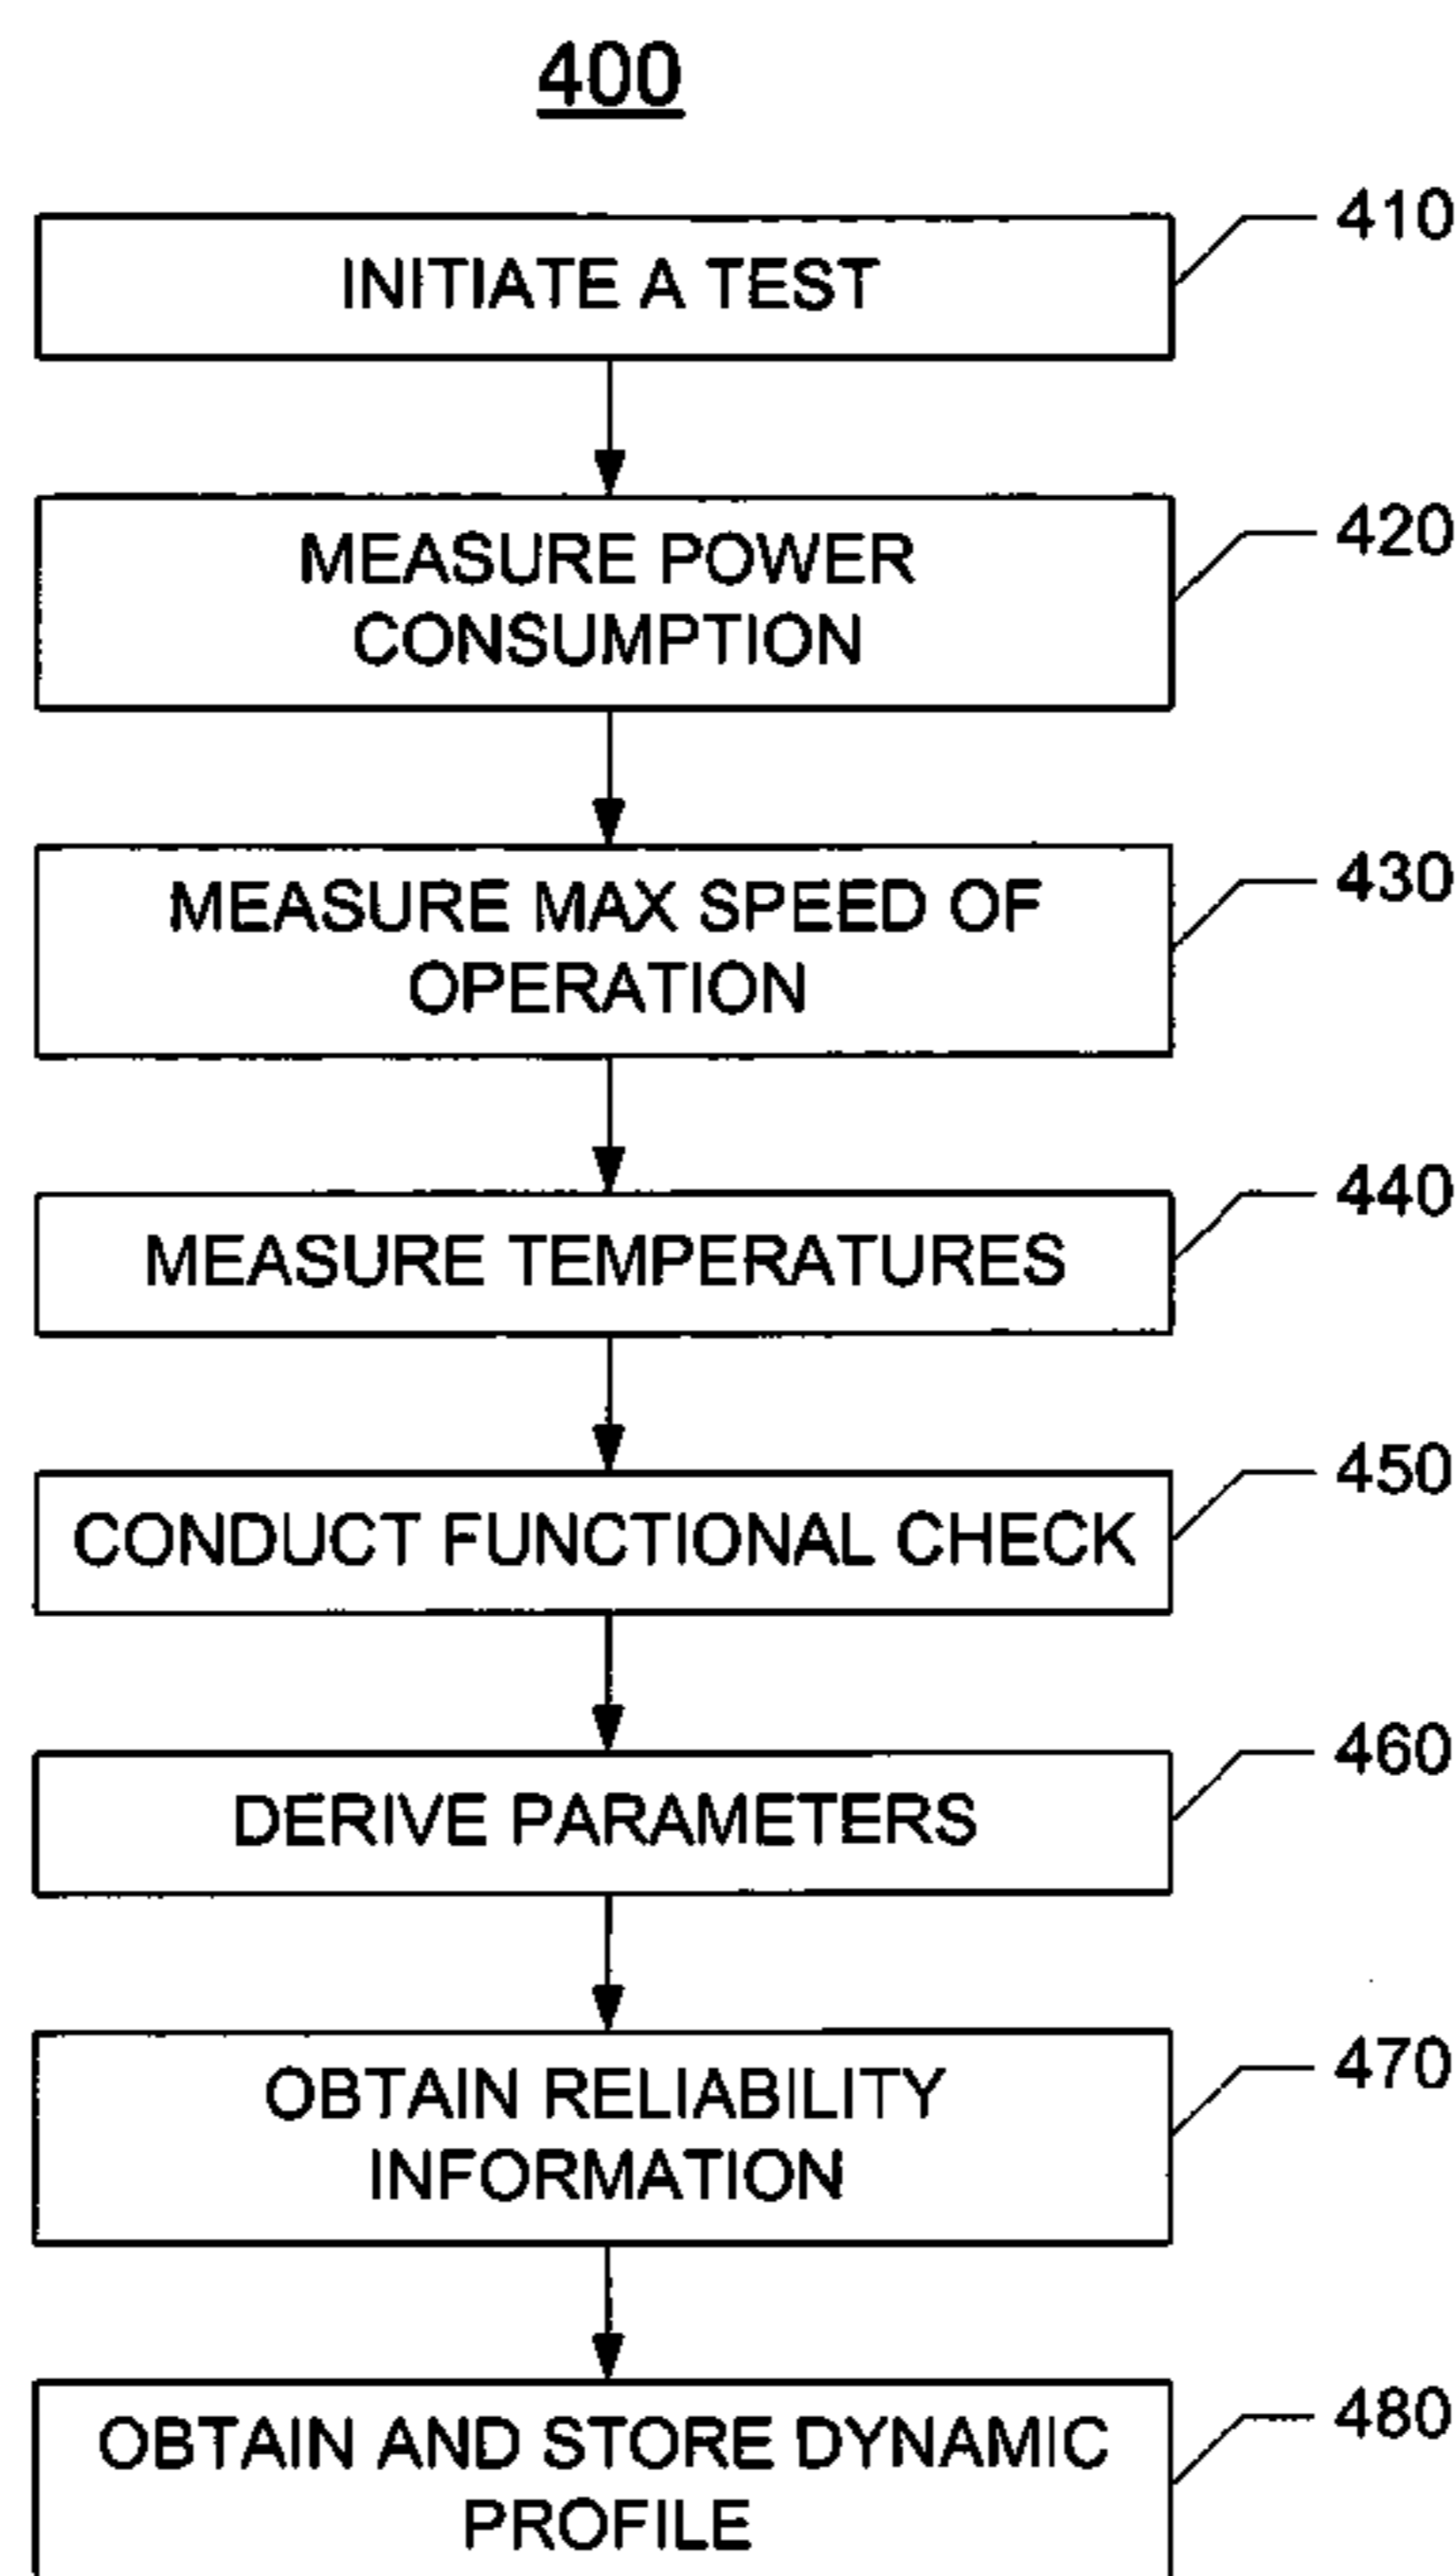 400
INITIATE A TEST
410
MEASURE POWER
CONSUMPTION
420
MEASURE MAX SPEED OF
OPERATION
430
MEASURE TEMPERATURES
440
CONDUCT FUNCTIONAL CHECK
450
DERIVE PARAMETERS
460
OBTAIN RELIABILITY
INFORMATION
470
OBTAIN AND STORE DYNAMIC
PROFILE
480